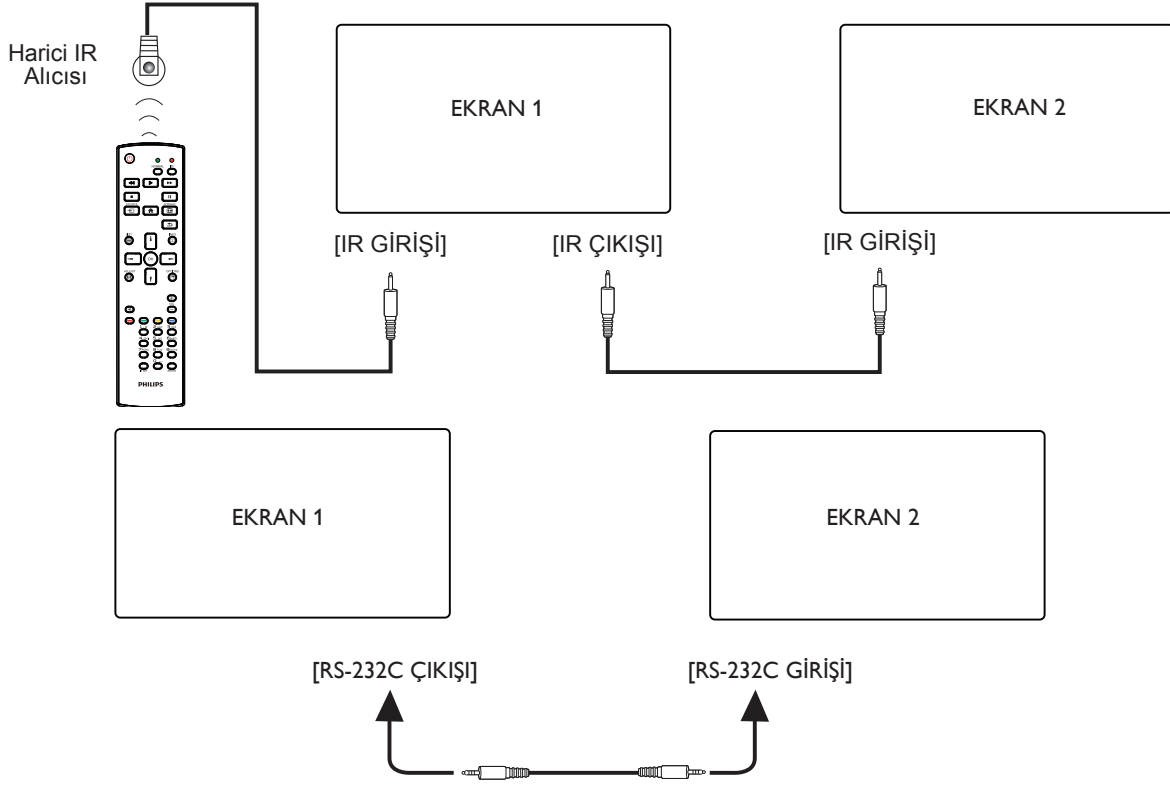 Harici IR
Alıcısı
EKRAN 1
EKRAN 2
[IR GİRİŞİ]
[IR ÇIKIŞI]
[IR GİRİŞİ]
PHILIPS
EKRAN 1
EKRAN 2
[RS-232C ÇIKIŞI]
[RS-232C GİRİŞİ]